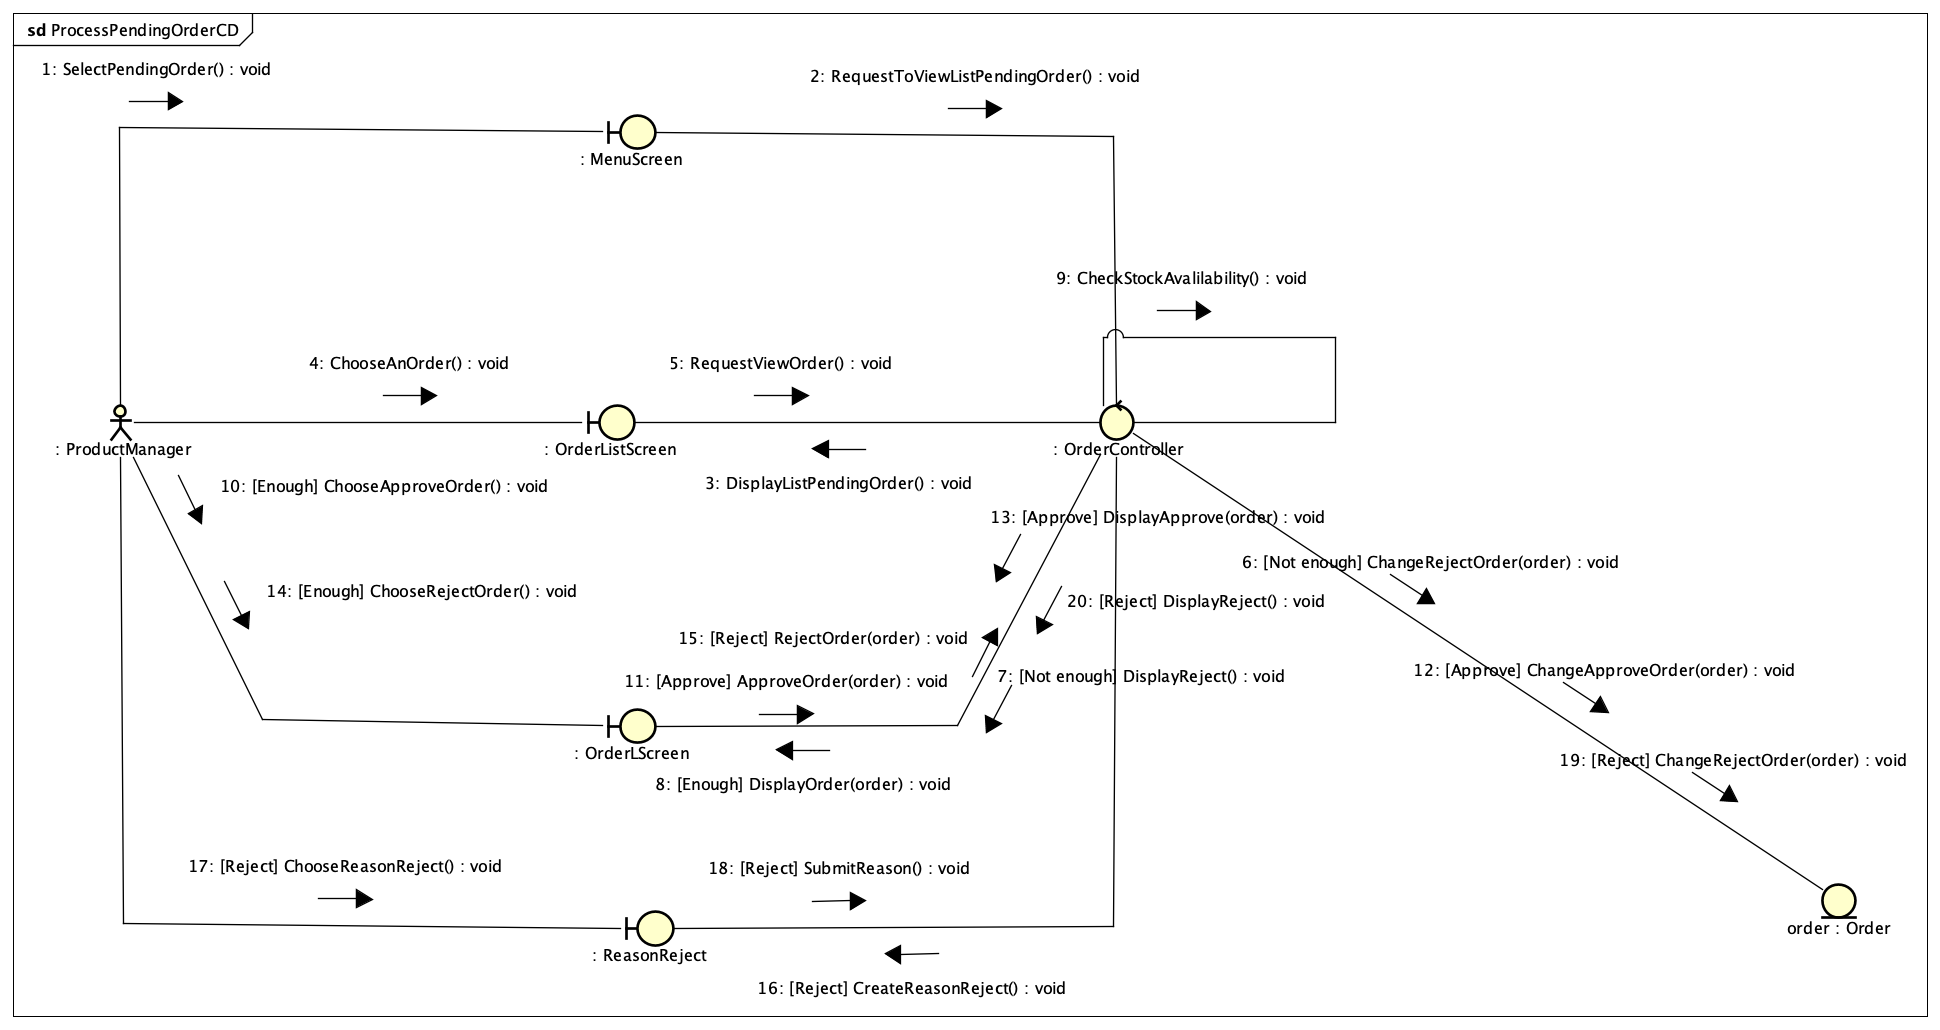 sd ProcessPendingOrderCD
1: SelectPendingOrder() : void
2: RequestToViewListPendingOrder() : void
: MenuScreen
9: CheckStockAvalilability() : void
4: ChooseAnOrder() : void
5: RequestViewOrder() : void
: ProductManager
: OrderListScreen
: OrderController
3: DisplayListPendingOrder() : void
10: [Enough] ChooseApproveOrder() : void
13: [Approve] DisplayApprove(order) : void
6: [Not enough] ChangeRejectOrder(order) : void
14: [Enough] ChooseRejectOrder() : void
20: [Reject] DisplayReject() : void
15: [Reject] RejectOrder(order) : void
11: [Approve] ApproveOrder(order) : void
7: [Not enough] DisplayReject() : void
12: [Approve] ChangeApproveOrder(order) : void
: OrderLScreen
19: [Reject] ChangeRejectOrder(order) : void
8: [Enough] DisplayOrder(order) : void
17: [Reject] ChooseReasonReject() : void
18: [Reject] SubmitReason() : void
order : Order
: ReasonReject
16: [Reject] CreateReasonReject() : void